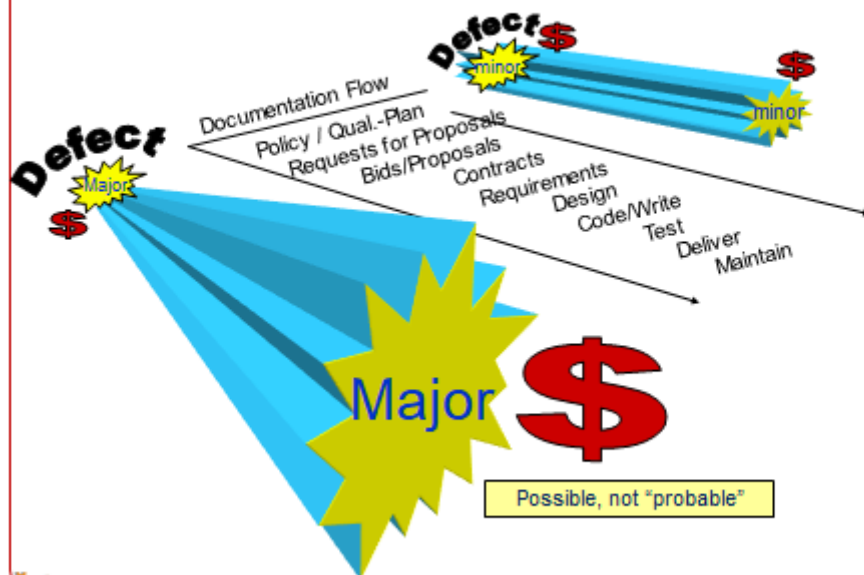 Defect
minor
$
$
minor
Documentation Flow
Policy / Qual.-Plan
Requests for Proposals
Bids/Proposals
Contracts
Requirements
Design
Code/Write
Test
Deliver
Maintain
Defect
Major
$
Major
$
Possible, not “probable”